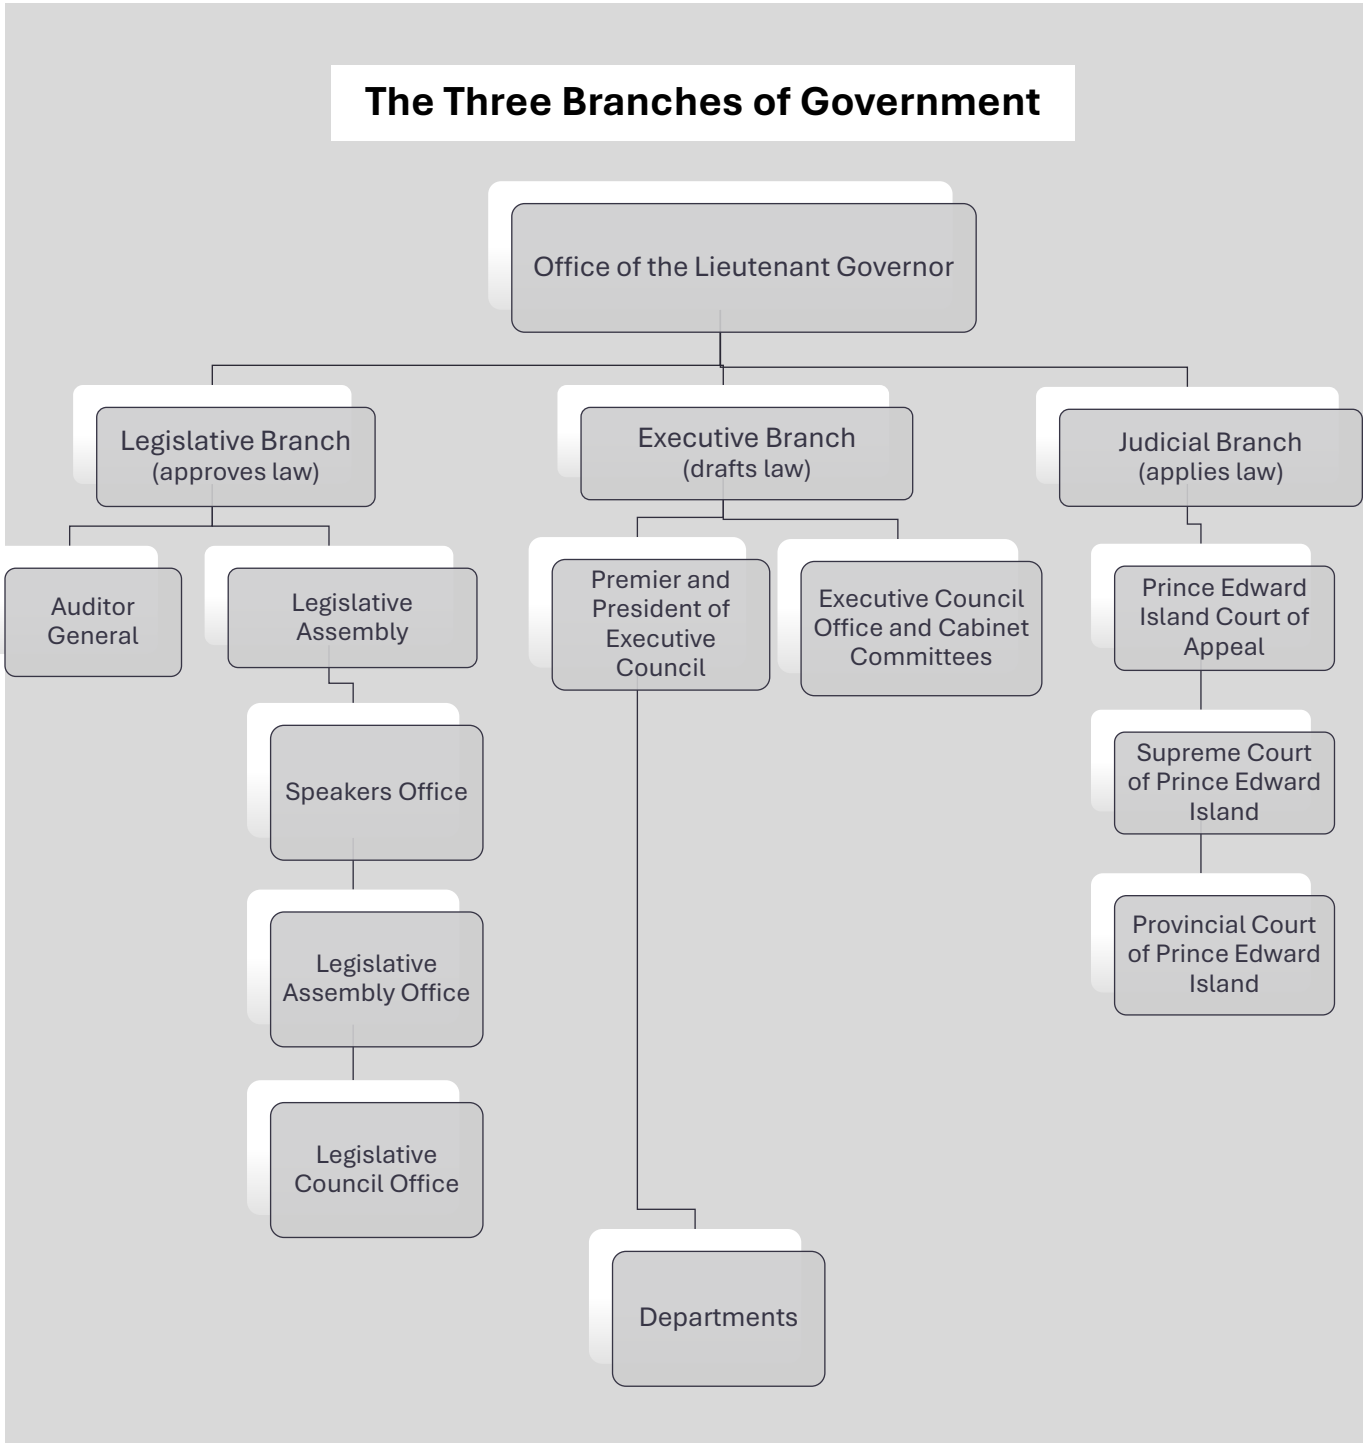 The Three Branches of Government
Office of the Lieutenant Governor
Legislative Branch
(approves law)
Executive Branch
(drafts law)
Judicial Branch
(applies law)
Auditor
General
Legislative
Assembly
Premier and
President of
Executive
Council
Executive Council
Office and Cabinet
Committees
Prince Edward
Island Court of
Appeal
Speakers Office
Supreme Court
of Prince Edward
Island
Legislative
Assembly Office
Provincial Court
of Prince Edward
Island
Legislative
Council Office
Departments